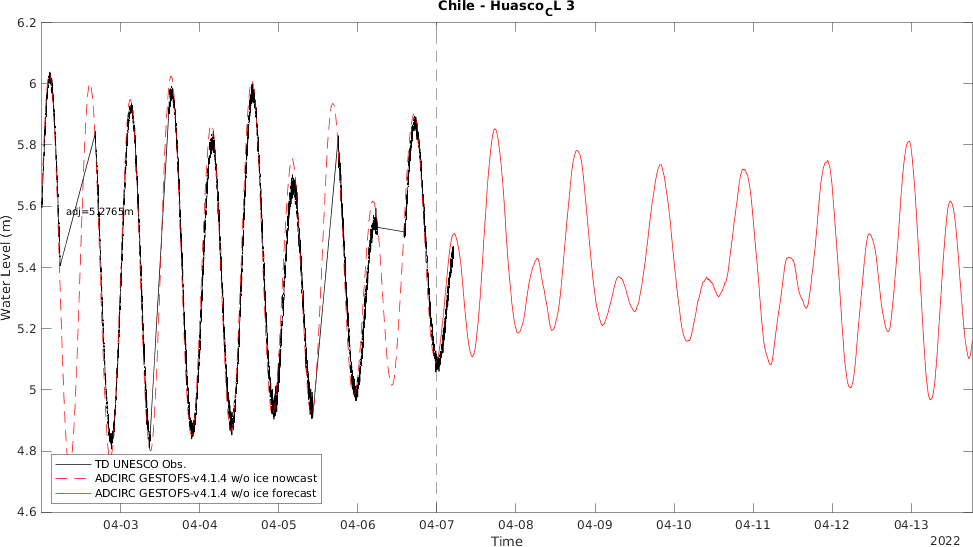 Chile - Huasco CL 3
6.2
6
5.8
5.6
5.4
5.2
5
4.8
4.6
Water Level (m)
adj=5.2765m
TD UNESCO Obs.
ADCIRC GESTOFS-v4.1.4 w/o ice nowcast
ADCIRC GESTOFS-v4.1.4 w/o ice forecast
04-03 04-04 04-05 04-06 04-07 04-08 04-09 04-10 04-11 04-12 04-13
Time
2022